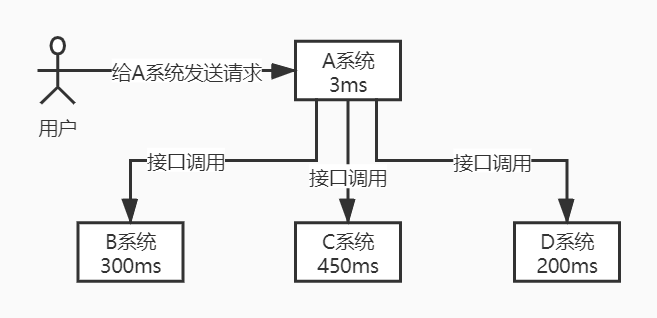 A系统
3ms
给A系统发送请求
用户
接口调用
接口调用
接口调用
B系统
300ms
C系统
450ms
D系统
200ms